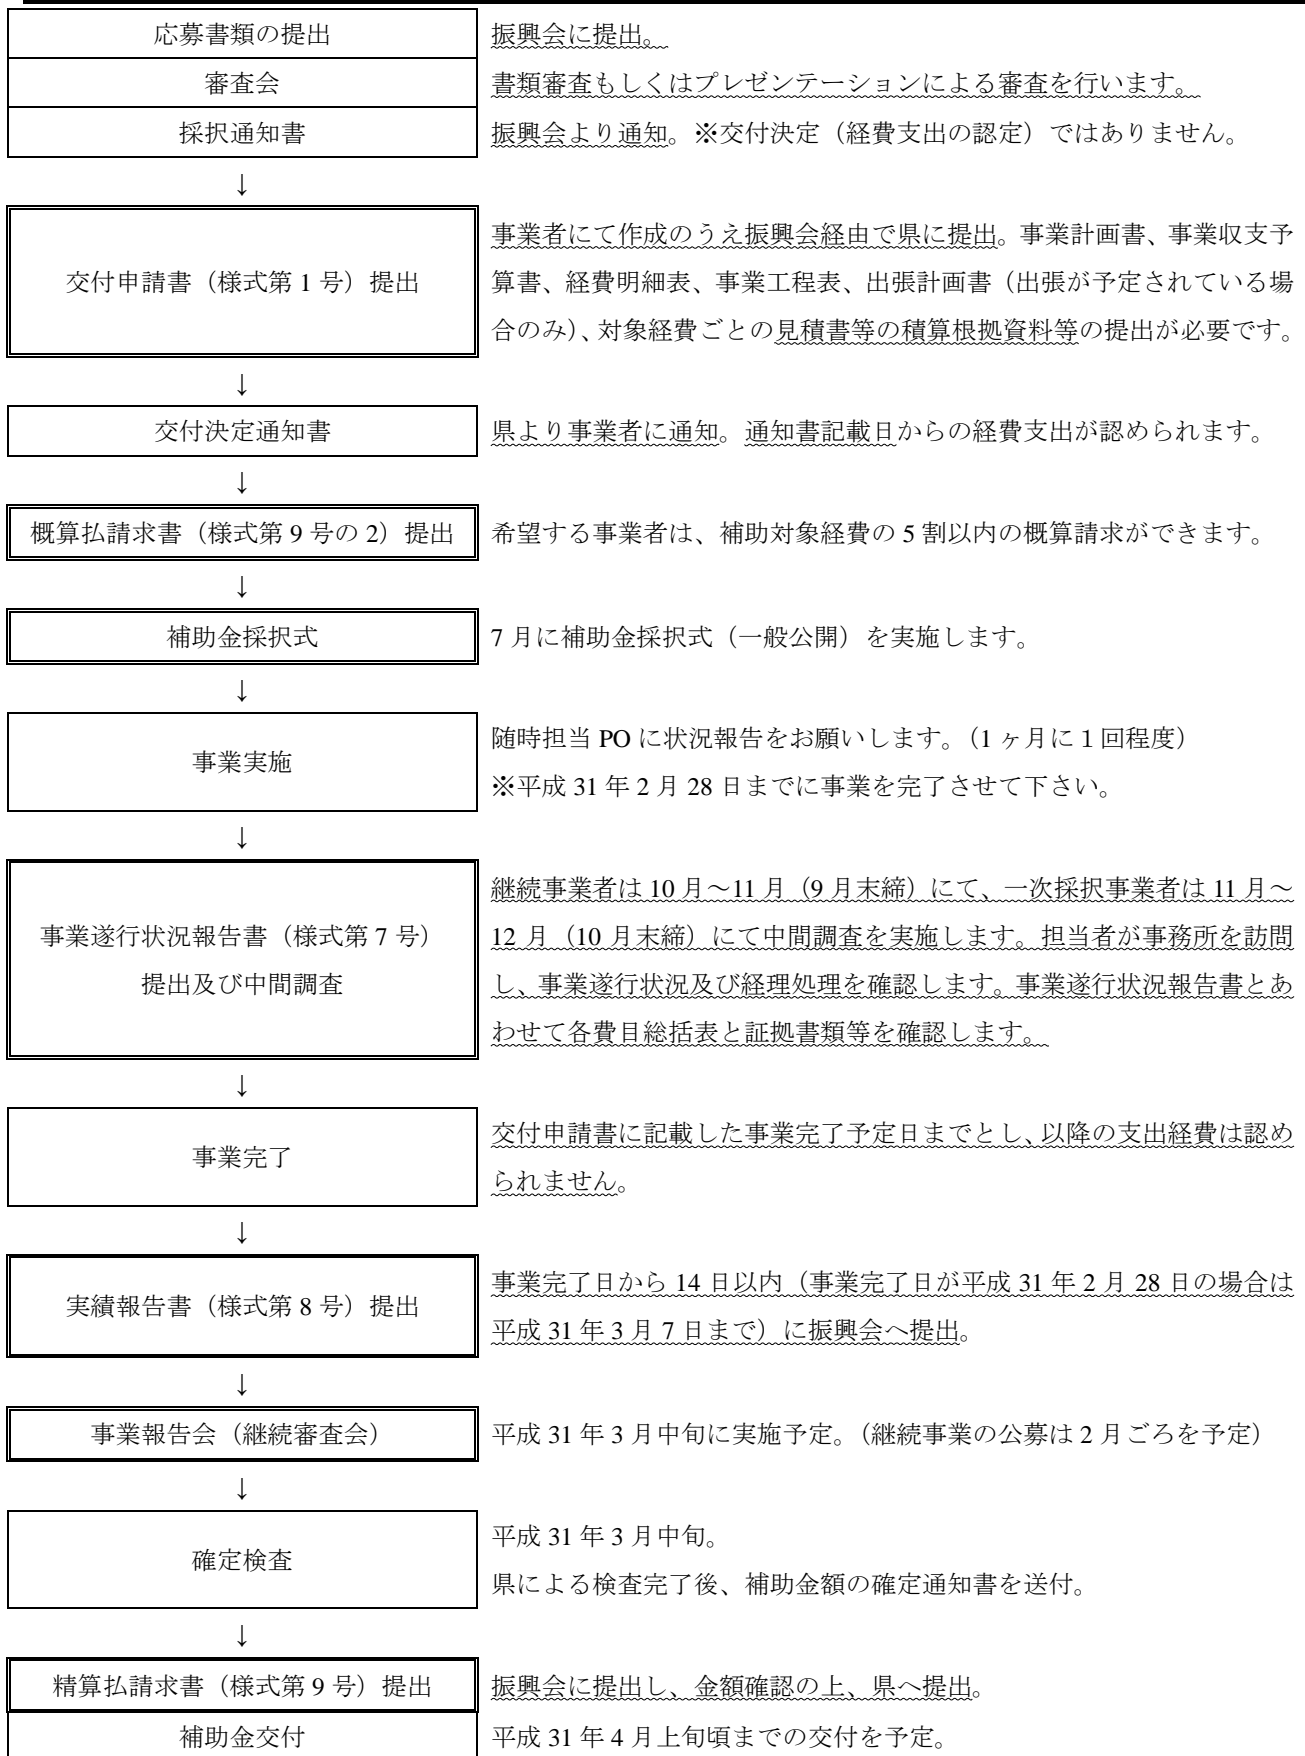 応募書類の提出
振興会に提出。
審査会
書類審査もしくはプレゼンテーションによる審査を行います。
採択通知書
振興会より通知。※交付決定（経費支出の認定）ではありません。
↓
交付申請書（様式第 1 号）提出
事業者にて作成のうえ振興会経由で県に提出。事業計画書、事業収支予
算書、経費明細表、事業工程表、出張計画書（出張が予定されている場
合のみ）、対象経費ごとの見積書等の積算根拠資料等の提出が必要です。
↓
交付決定通知書
県より事業者に通知。通知書記載日からの経費支出が認められます。
↓
概算払請求書（様式第 9 号の 2）提出
希望する事業者は、補助対象経費の 5 割以内の概算請求ができます。
↓
補助金採択式
7 月に補助金採択式（一般公開）を実施します。
↓
事業実施
随時担当 PO に状況報告をお願いします。（1 ヶ月に１回程度）
※平成 31 年 2 月 28 日までに事業を完了させて下さい。
↓
事業遂行状況報告書（様式第 7 号）
提出及び中間調査
継続事業者は 10 月～11 月（9 月末締）にて、一次採択事業者は 11 月～
12 月（10 月末締）にて中間調査を実施します。担当者が事務所を訪問
し、事業遂行状況及び経理処理を確認します。事業遂行状況報告書とあ
わせて各費目総括表と証拠書類等を確認します。
↓
事業完了
交付申請書に記載した事業完了予定日までとし、以降の支出経費は認め
られません。
↓
実績報告書（様式第 8 号）提出
事業完了日から 14 日以内（事業完了日が平成 31 年 2 月 28 日の場合は
平成 31 年 3 月 7 日まで）に振興会へ提出。
↓
事業報告会（継続審査会）
平成 31 年 3 月中旬に実施予定。（継続事業の公募は 2 月ごろを予定）
↓
確定検査
平成 31 年 3 月中旬。
県による検査完了後、補助金額の確定通知書を送付。
↓
精算払請求書（様式第 9 号）提出
振興会に提出し、金額確認の上、県へ提出。
補助金交付
平成 31 年 4 月上旬頃までの交付を予定。